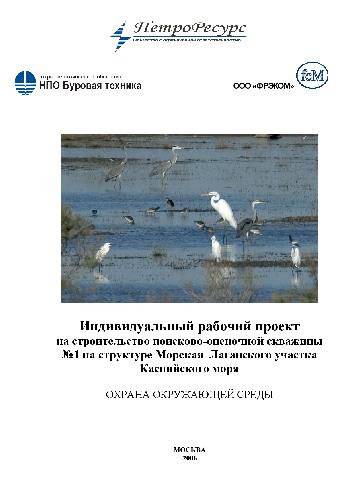 ПетроРесурс
НПО Буровая техника
ООО «ФРЭКОМ»
Индивидуальный рабочий проект
на строительство поисково-оценочной скважины
№1 на структуре Морская Лаганского участка
Каспийского моря
ОХРАНА ОКРУЖАЮЩЕЙ СРЕДЫ
МОСКВА